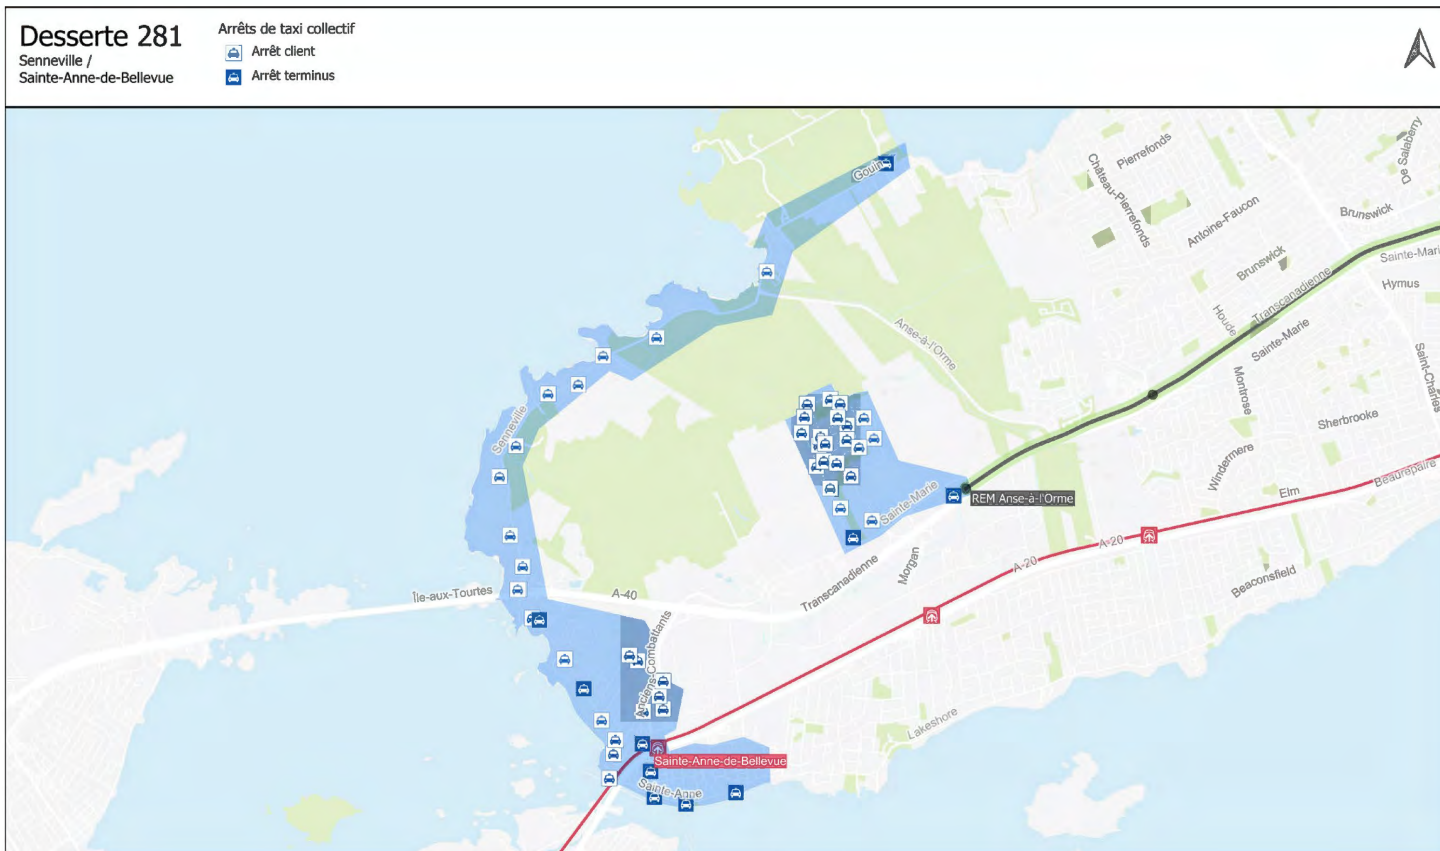 Desserte 281
Senneville /
Sainte-Anne-de-Bellevue
Arrêts de taxi collectif
Arrêt client
Arrêt terminus
Gouin
Pierrefonds
De Salaberry
Château-Pierrefonds
Antoine-Faucon
Brunswick
Brunswick
Sainte-Mari
Transcanadienne
Hymus
Houde
Sainte-Marie
Anse-à-l'Orme
Saint-Charles
Montrose
Sherbrooke
Senneville
Windermere
Beaurepaire
Elm
Sainte-Marie
REM Anse-à-l'Orme
A-20
A-20
Morgan
Transcanadienne
Beaconsfield
Île-aux-Tourtes
A-40
Anciens-Combattants
Lakeshore
Sainte-Anne-de-Bellevue
Sainte-Anne